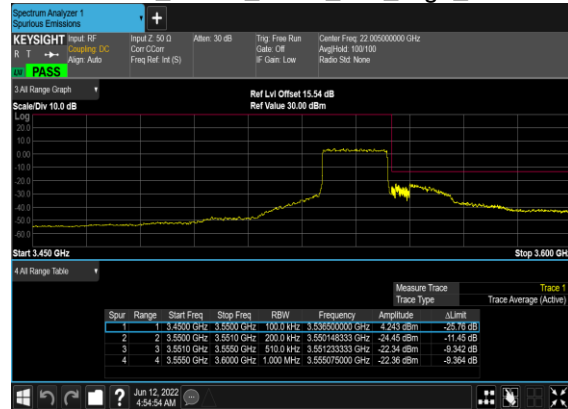 Spectrum Analyzer 1
Spurious Emissions
+
KEYSIGHT Input: RF Input Z: 50 Ω Atten: 30 dB Trig: Free Run Center Freq: 22.005000000 GHz
R T Coupling: DC Corr CCorr Gate: Off Avg|Hold: 100/100
Align: Auto Freq Ref: Int (S) IF Gain: Low Radio Std: None
PASS
3 All Range Graph
Ref Lvl Offset 15.54 dB
Scale/Div 10.0 dB Ref Value 30.00 dBm
Log
20.0
10.0
0.00
-10.0
-20.0
-30.0
-40.0
-50.0
-60.0
Start 3.450 GHz Stop 3.600 GH
4 All Range Table
Measure Trace Trace 1
Trace Type Trace Average (Active)
Spur Range Start Freq Stop Freq RBW Frequency Amplitude ΔLimit
1 1 3.4500 GHz 3.5500 GHz 100.0 kHz 3.536500000 GHz 4.243 dBm -25.76 dB
2 2 3.5500 GHz 3.5510 GHz 200.0 kHz 3.550148333 GHz -24.45 dBm -11.45 dB
3 3 3.5510 GHz 3.5550 GHz 510.0 kHz 3.551233333 GHz -22.34 dBm -9.342 dB
4 4 3.5550 GHz 3.6000 GHz 1.000 MHz 3.555075000 GHz -22.36 dBm -9.364 dB
? Jun 12, 2022
4:54:54 AM